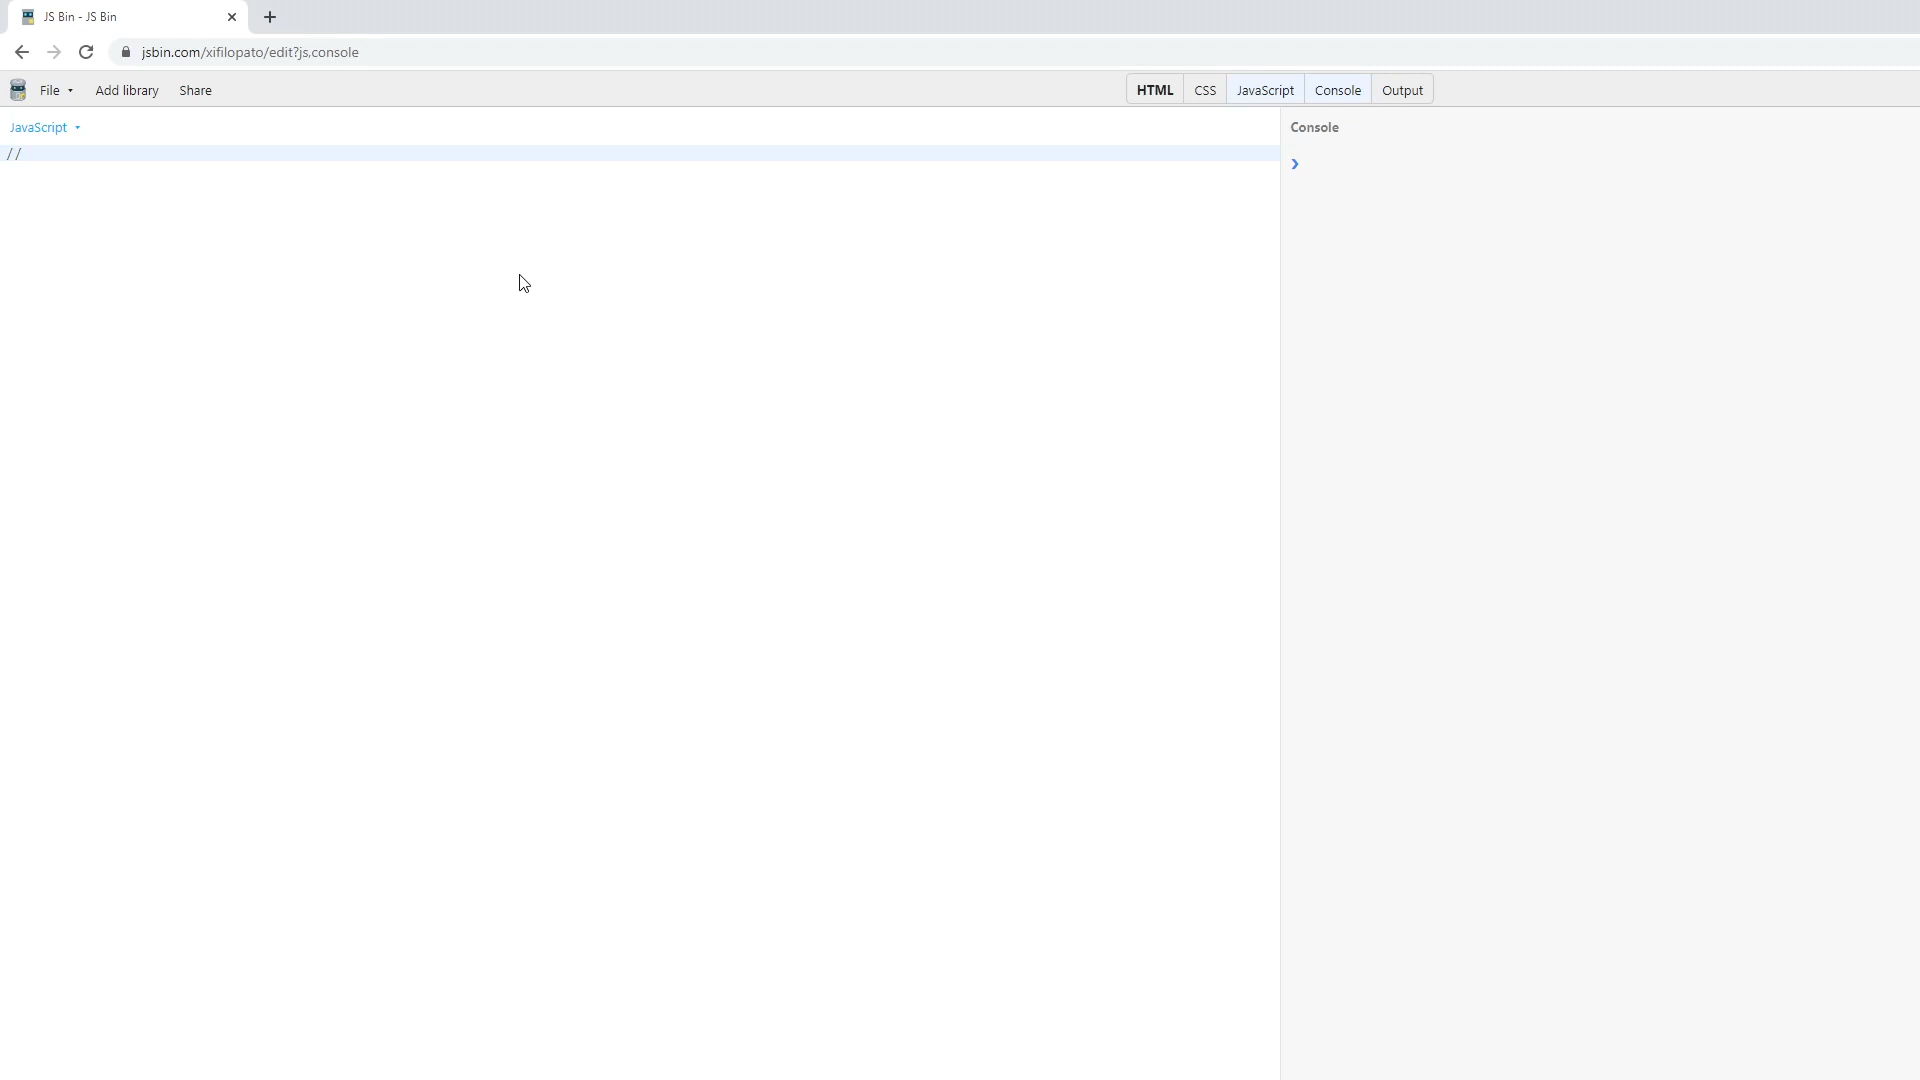 JS Bin - JS Bin
jsbin.com/xifilopato/edit?js,console
File Add library Share HTML CSS JavaScript Console Output
JavaScript Console
//